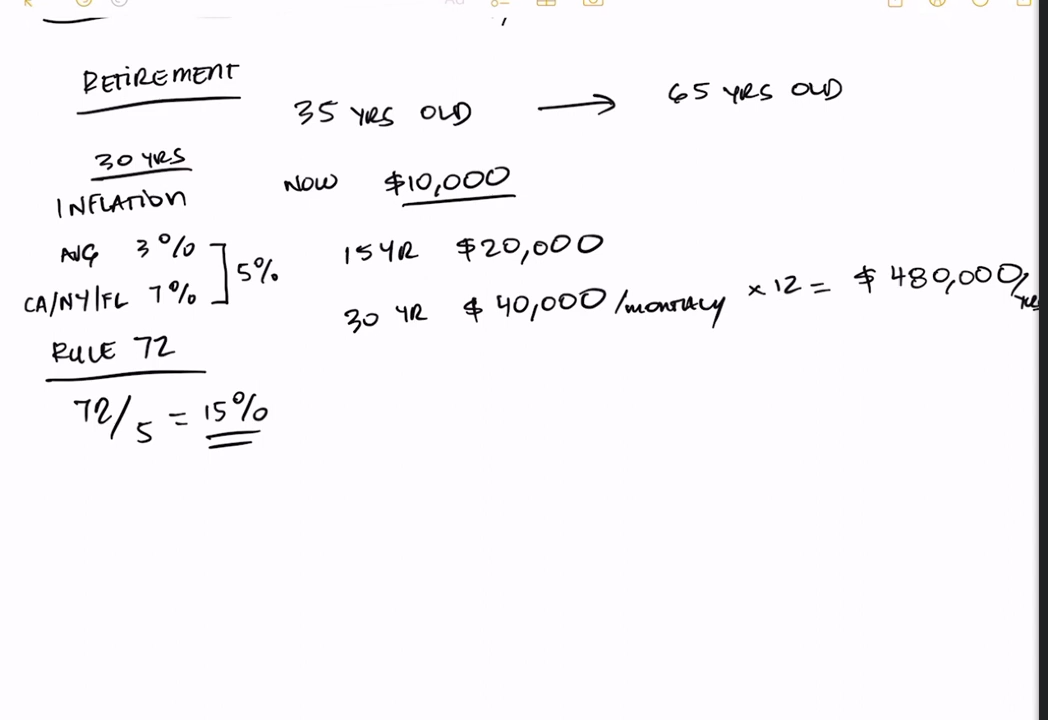 RETIREMENT
35 YRS OLD → 65 YRS OLD
30 YRS
INFLATION
NOW $10,000
AVG 3%
CA/NY/FL 7%
5%
15 YR $20,000
30 YR $40,000/monthly × 12 = $480,000/
RULE 72
72/5 = 15%